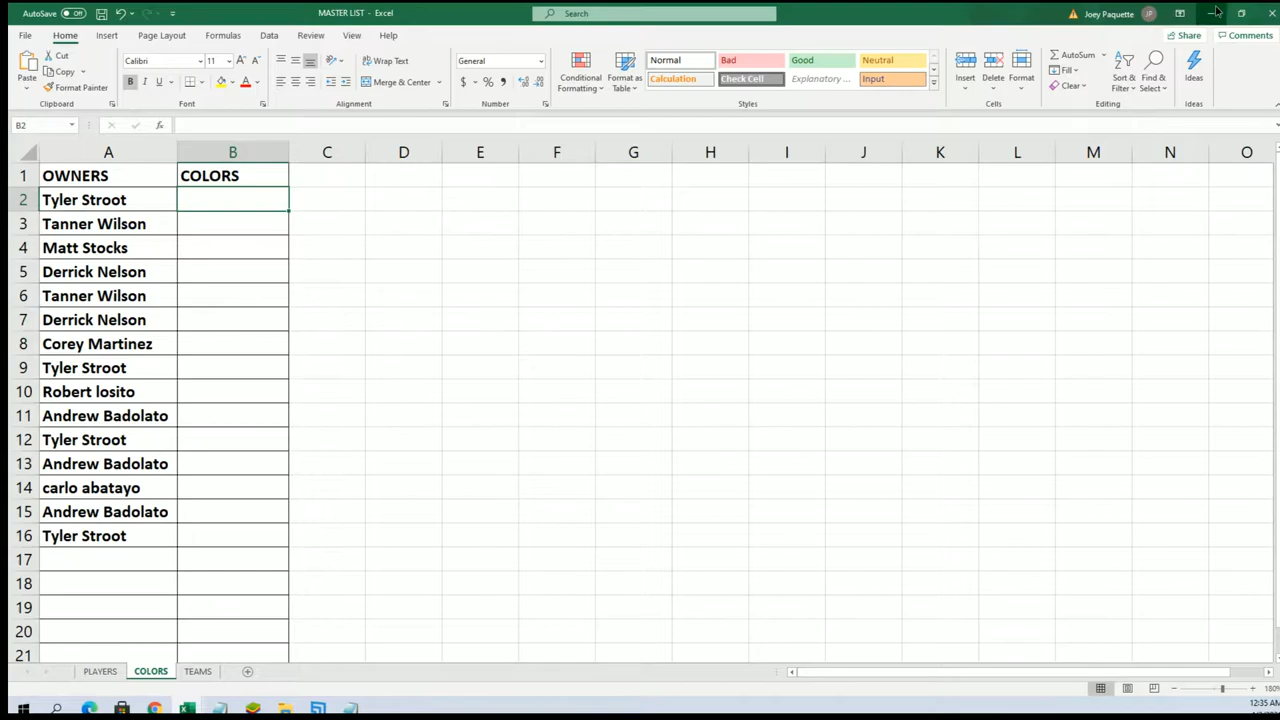 AutoSave Off MASTER LIST - Excel Search Joey Paquette JP
File Home Insert Page Layout Formulas Data Review View Help Share Comments
Paste Cut Copy Format Painter Clipboard
Calibri 11 A A B I U A Font
Wrap Text Merge & Center Alignment
General $ % Number
Conditional Formatting Format as Table
Normal Bad Good Neutral
Calculation Check Cell Explanatory ... Input
Styles
Insert Delete Format Cells
AutoSum Fill Clear Sort & Filter Find & Select Editing
Ideas Ideas
B2 fx
A B C D E F G H I J K L M N O
1 OWNERS COLORS
2 Tyler Stroot
3 Tanner Wilson
4 Matt Stocks
5 Derrick Nelson
6 Tanner Wilson
7 Derrick Nelson
8 Corey Martinez
9 Tyler Stroot
10 Robert losito
11 Andrew Badolato
12 Tyler Stroot
13 Andrew Badolato
14 carlo abatayo
15 Andrew Badolato
16 Tyler Stroot
17
18
19
20
21
PLAYERS COLORS TEAMS
180%
12:35 AM